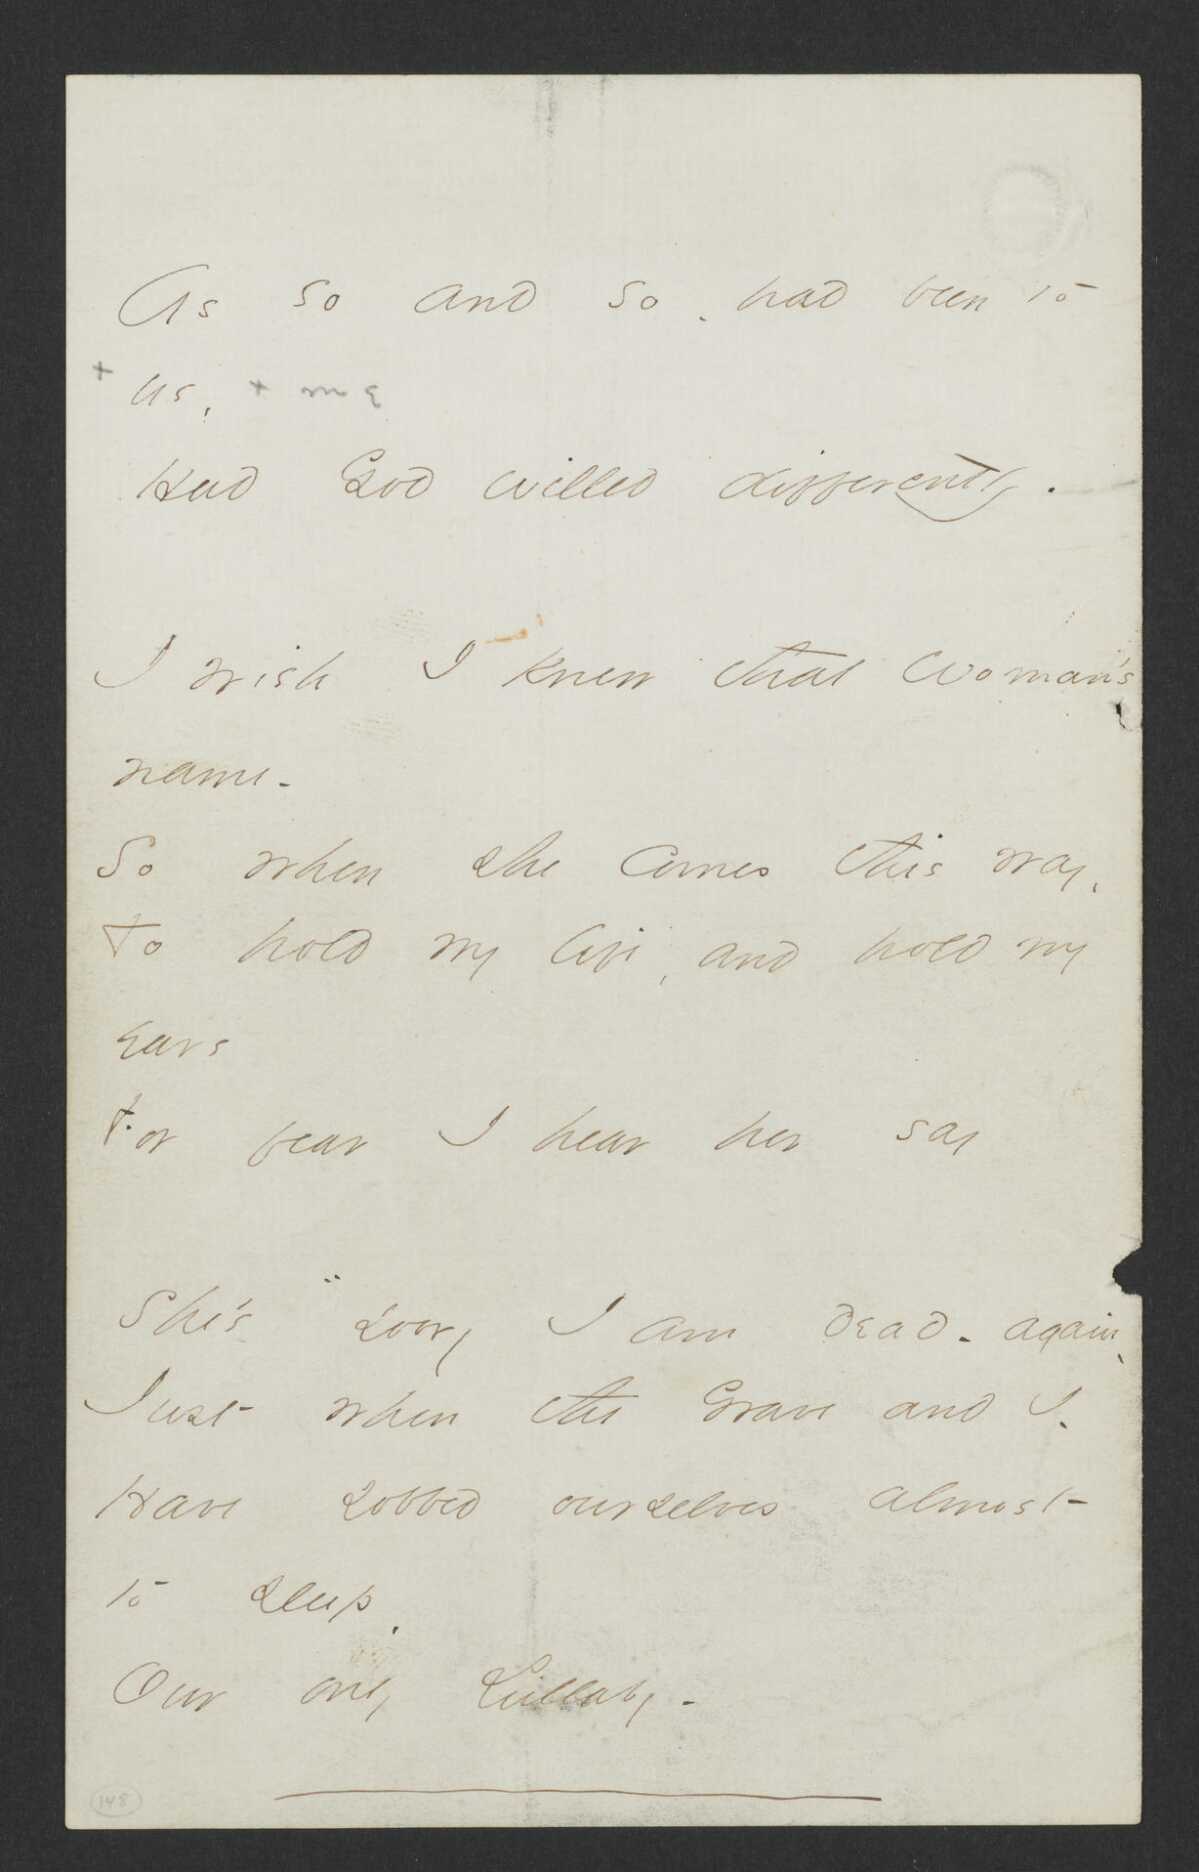 As so and so - had been to
+ us, + me
Had God willed differently.
I wish I knew that Woman's
name -
So when she comes this way,
To hold my life, and hold my
ears
For fear I hear her say
She's "sorry I am dead" - again,
Just when the Grave and I -
Have sobbed ourselves almost
to sleep,
Our only Lullaby -
148